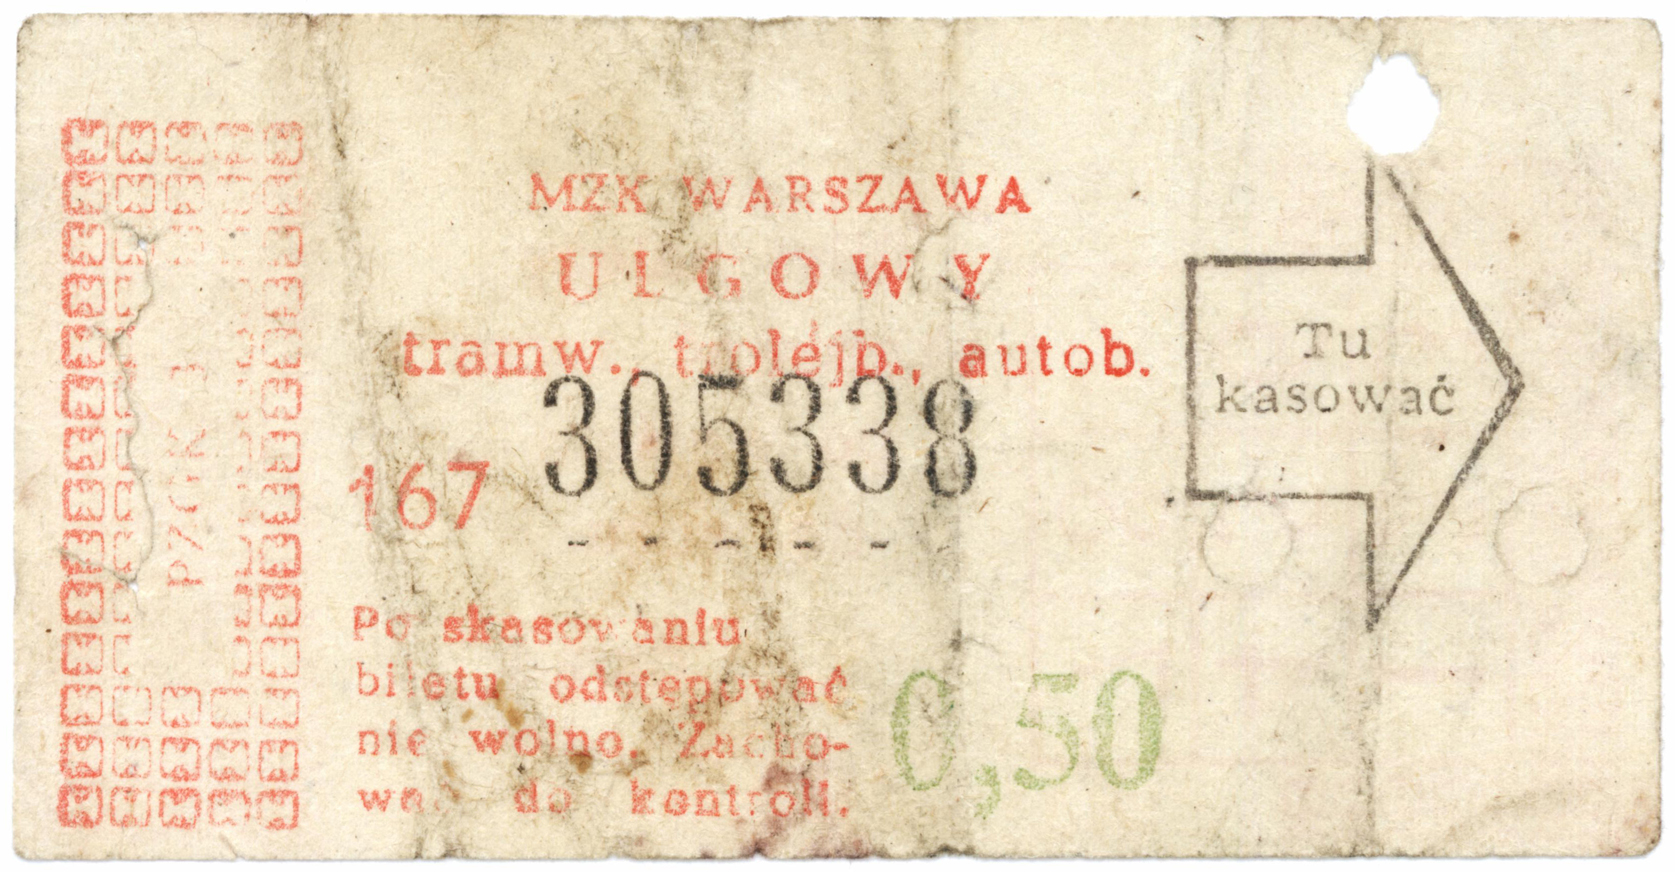 MZK WARSZAWA
ULGOWY
tramw., trolejb., autob.
305338
167
Po skasowaniu
biletu odstępować
nie wolno. Zacho-
wać do kontroli.
0,50
Tu
kasować